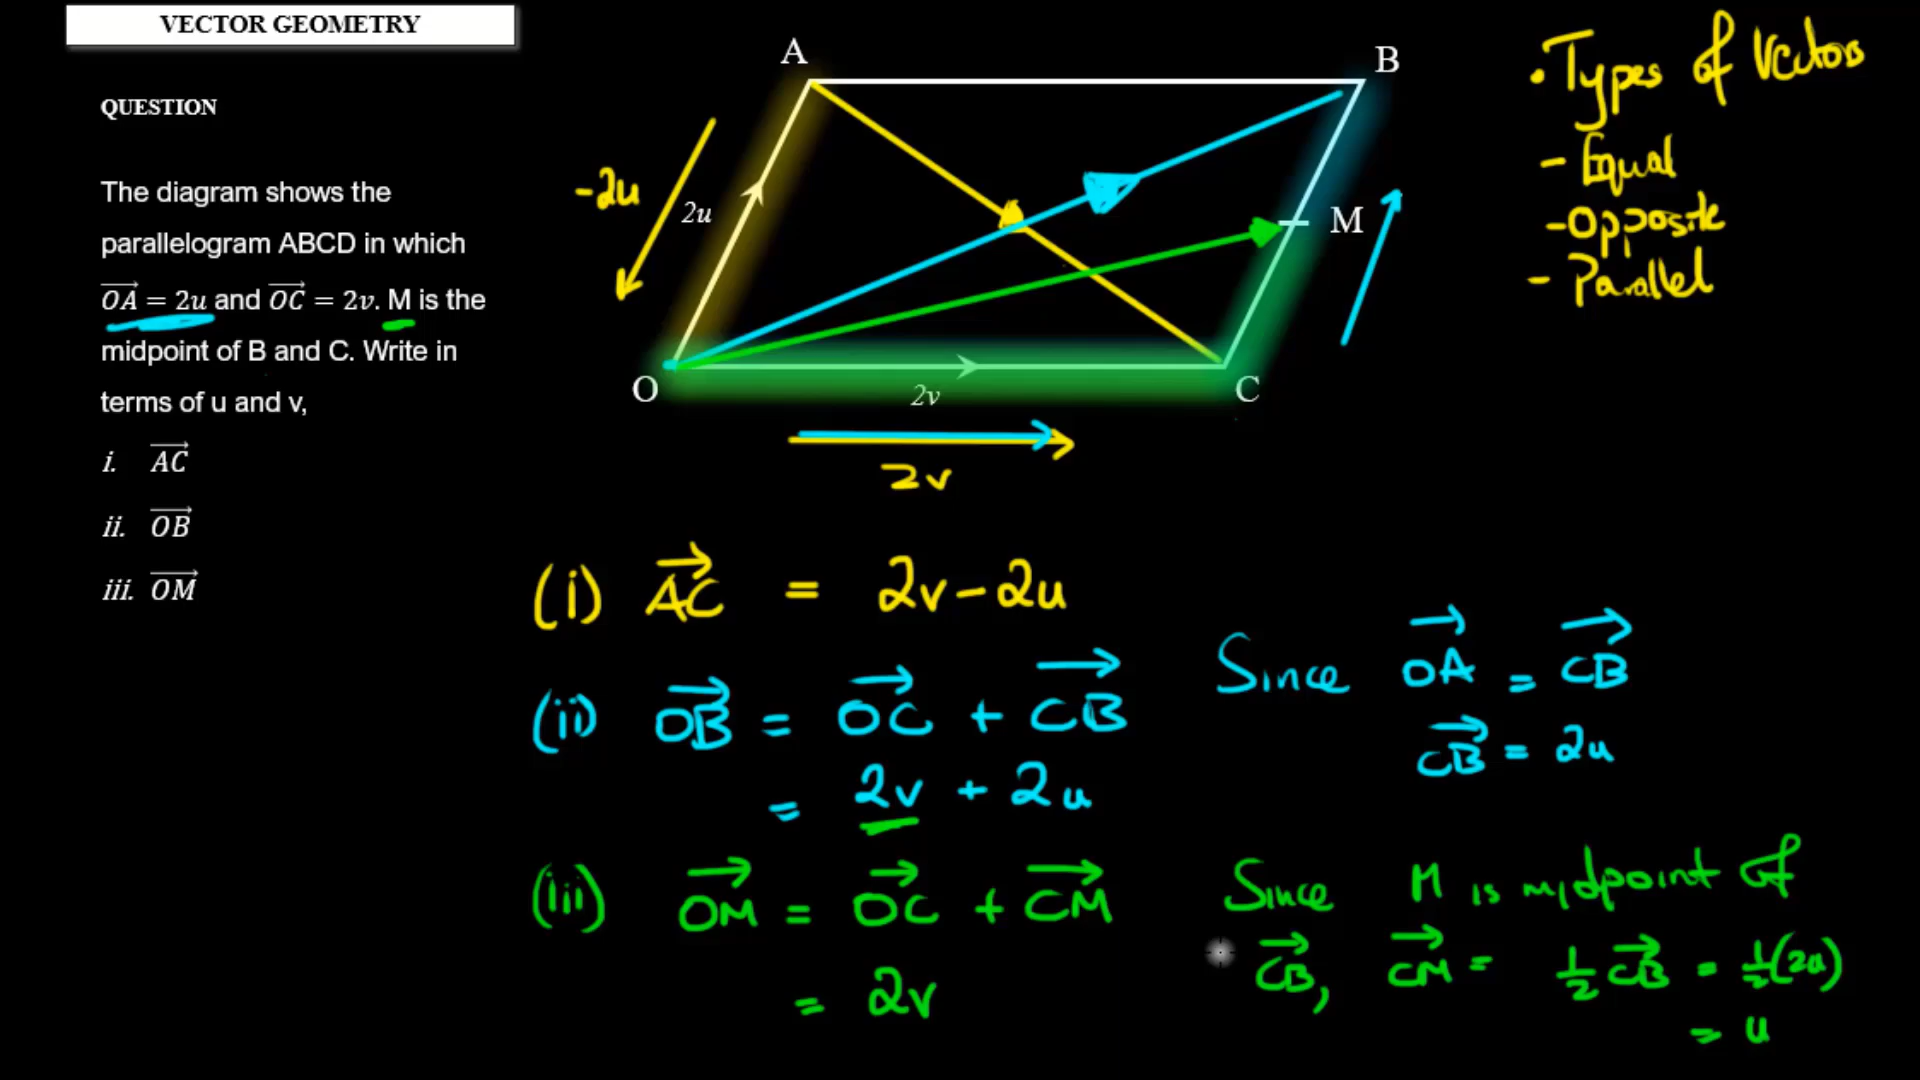 VECTOR GEOMETRY
QUESTION
The diagram shows the
parallelogram ABCD in which
OA = 2u and OC = 2v. M is the
midpoint of B and C. Write in
terms of u and v,
i. AC
ii. OB
iii. OM
A
B
-2u
2u
M
O
2v
C
2v
• Types of Vectors
- Equal
- Opposite
- Parallel
(i) AC = 2v - 2u
(ii) OB = OC + CB
= 2v + 2u
Since OA = CB
CB = 2u
(iii) OM = OC + CM
= 2v
Since M is midpoint of
CB, CM = 1/2 CB = 1/2 (2u)
= u